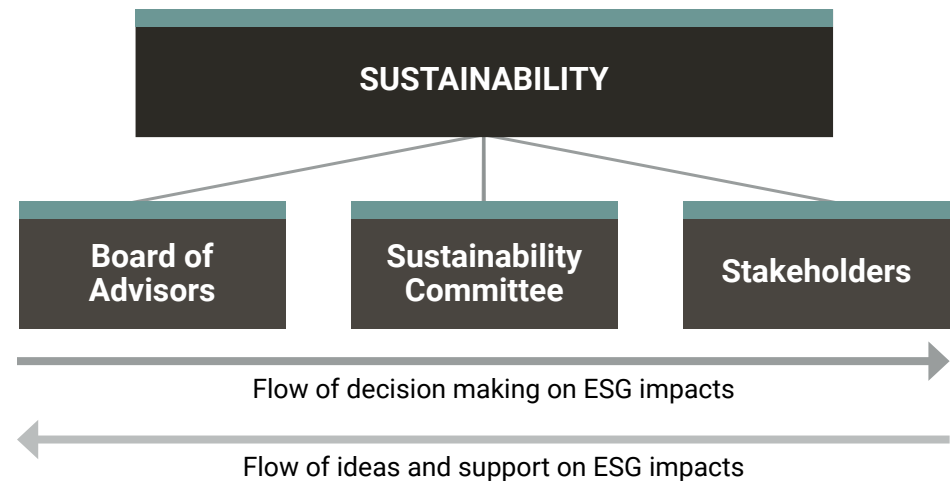 SUSTAINABILITY
Board of
Advisors
Sustainability
Committee
Stakeholders
Flow of decision making on ESG impacts
Flow of ideas and support on ESG impacts